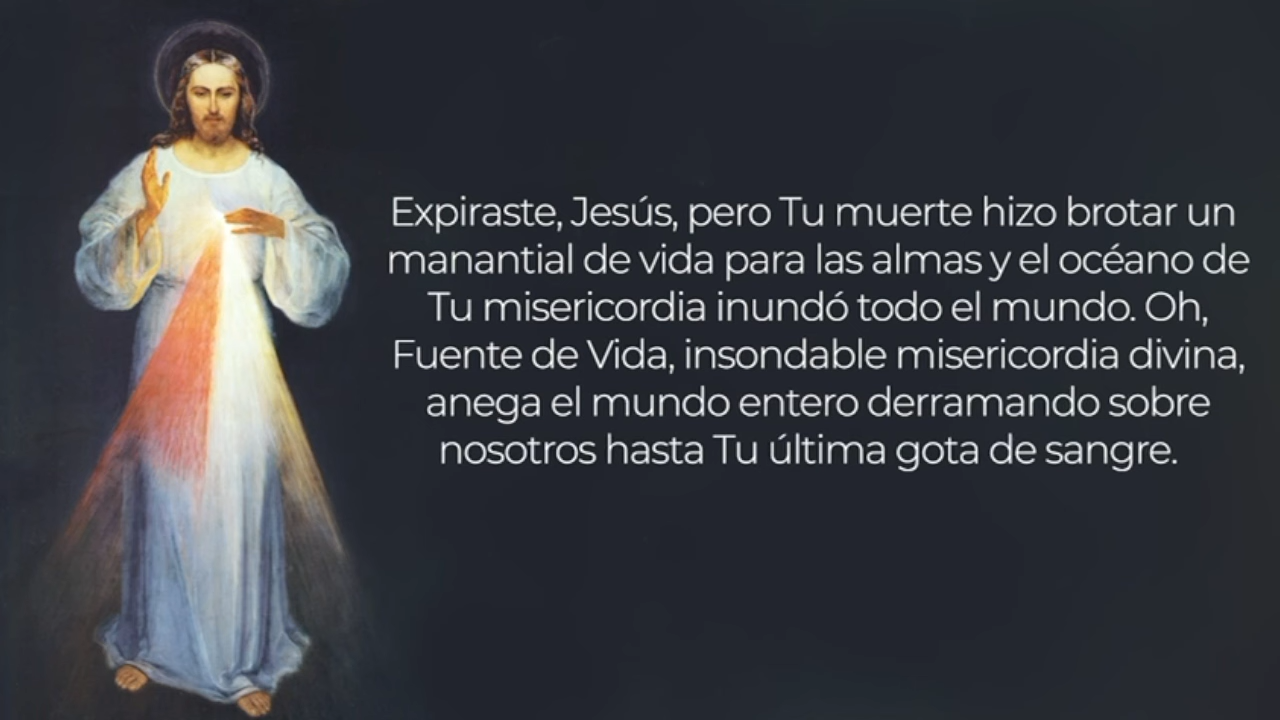 Expiraste, Jesús, pero Tu muerte hizo brotar un
manantial de vida para las almas y el océano de
Tu misericordia inundó todo el mundo. Oh,
Fuente de Vida, insondable misericordia divina,
anega el mundo entero derramando sobre
nosotros hasta Tu última gota de sangre.